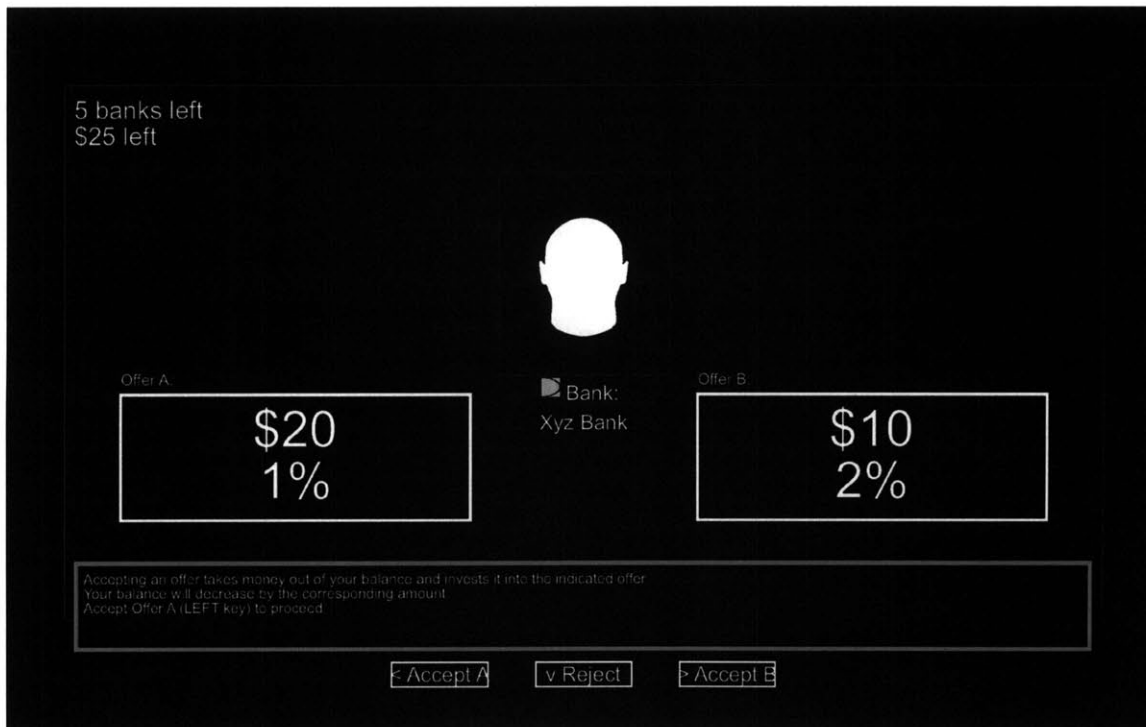 5 banks left
$25 left
Offer A:
$20
1%
Bank:
Xyz Bank
Offer B
$10
2%
Accepting an offer takes money out of your balance and invests it into the indicated offer
Your balance will decrease by the corresponding amount
Accept Offer A (LEFT key) to proceed
< Accept A
v Reject
> Accept B